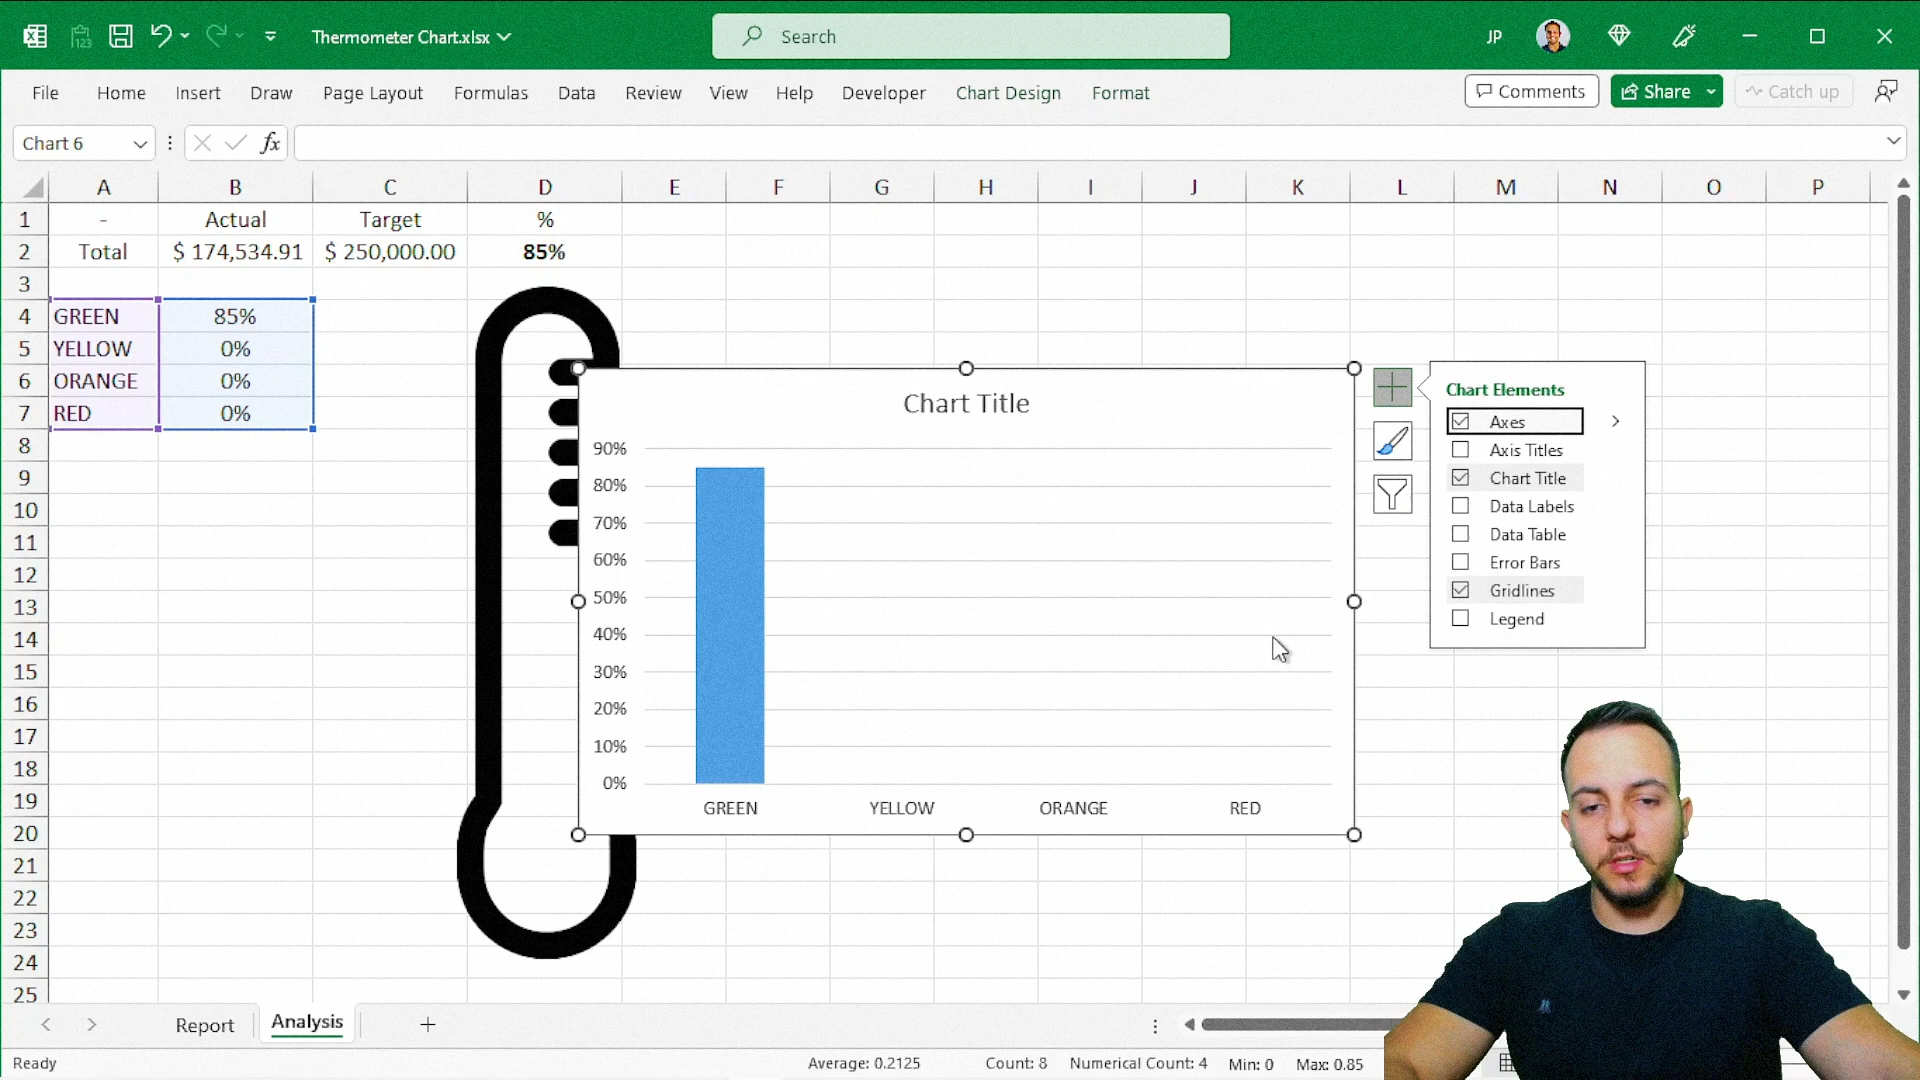 Thermometer Chart.xlsx
Search
JP
File Home Insert Draw Page Layout Formulas Data Review View Help Developer Chart Design Format
Comments Share Catch up
Chart 6 fx
A B C D E F G H I J K L M N O P
1 - Actual Target %
2 Total $ 174,534.91 $ 250,000.00 85%
3
4 GREEN 85%
5 YELLOW 0%
6 ORANGE 0%
7 RED 0%
8
9
10
11
12
13
14
15
16
17
18
19
20
21
22
23
24
25
Chart Title
90%
80%
70%
60%
50%
40%
30%
20%
10%
0%
GREEN YELLOW ORANGE RED
Chart Elements
Axes
Axis Titles
Chart Title
Data Labels
Data Table
Error Bars
Gridlines
Legend
Report Analysis
Ready Average: 0.2125 Count: 8 Numerical Count: 4 Min: 0 Max: 0.85